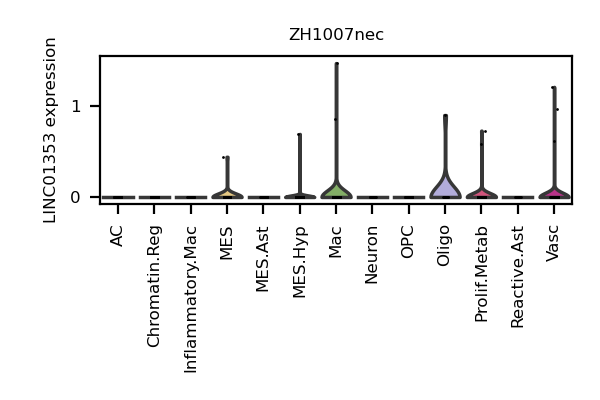 ZH1007nec
LINC01353 expression
1
0
AC
Chromatin.Reg
Inflammatory.Mac
MES
MES.Ast
MES.Hyp
Mac
Neuron
OPC
Oligo
Prolif.Metab
Reactive.Ast
Vasc